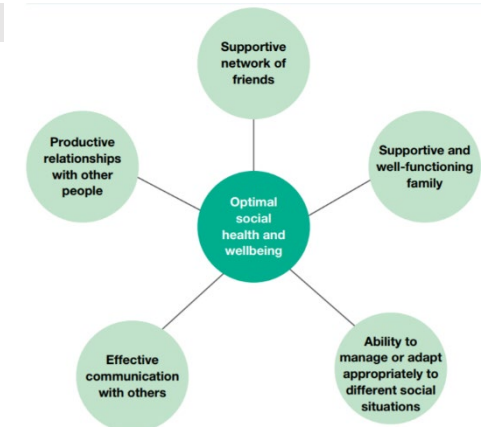 Supportive
network of
friends
Productive
relationships
with other
people
Supportive and
well-functioning
family
Optimal
social
health and
wellbeing
Effective
communication
with others
Ability to
manage or adapt
appropriately to
different social
situations